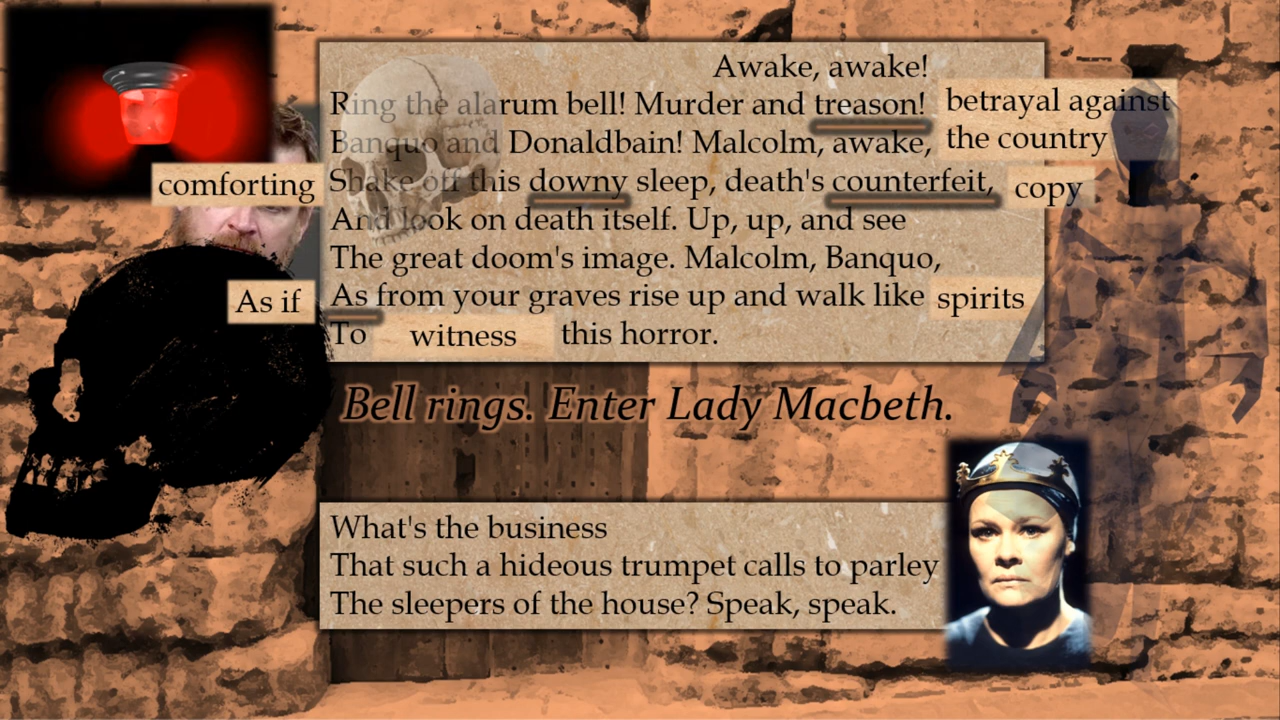 Awake, awake!
Ring the alarum bell! Murder and treason! betrayal against
the country
Banquo and Donaldbain! Malcolm, awake,
comforting Shake off this downy sleep, death's counterfeit, copy
And look on death itself. Up, up, and see
The great doom's image. Malcolm, Banquo,
As if As from your graves rise up and walk like spirits
To witness this horror.
Bell rings. Enter Lady Macbeth.
What's the business
That such a hideous trumpet calls to parley
The sleepers of the house? Speak, speak.